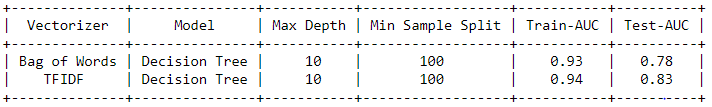 +--------------+---------------+-----------+------------------+-----------+----------+
|  Vectorizer  |     Model     | Max Depth | Min Sample Split | Train-AUC | Test-AUC |
+--------------+---------------+-----------+------------------+-----------+----------+
| Bag of Words | Decision Tree |     10    |       100        |    0.93   |   0.78   |
|    TFIDF     | Decision Tree |     10    |       100        |    0.94   |   0.83   |
+--------------+---------------+-----------+------------------+-----------+----------+